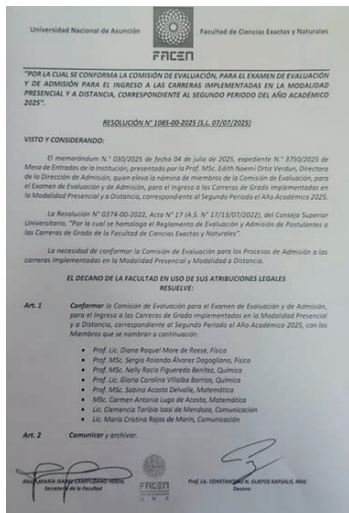 Universidad Nacional de Asunción
Facultad de Ciencias Exactas y Naturales
FACEN
"POR LA CUAL SE CONFORMA LA COMISIÓN DE EVALUACIÓN, PARA EL EXAMEN DE EVALUACIÓN
Y DE ADMISIÓN PARA EL INGRESO A LAS CARRERAS IMPLEMENTADAS EN LA MODALIDAD
PRESENCIAL Y A DISTANCIA, CORRESPONDIENTE AL SEGUNDO PERIODO DEL AÑO ACADÉMICO
2025".
RESOLUCIÓN N° 1085-00-2025 (S.L. 07/07/2025)
VISTO Y CONSIDERANDO:
El memorándum N.° 030/2025 de fecha 04 de julio de 2025, expediente N.° 3750/2025 de
Mesa de Entradas de la Institución, presentado por la Prof. MSc. Edith Noemí Ortiz Verdun, Directora
de la Dirección de Admisión, quien eleva la nómina de miembros de la Comisión de Evaluación, para
el Examen de Evaluación y de Admisión, para el Ingreso a las Carreras de Grado implementadas en
la Modalidad Presencial y a Distancia, correspondiente al Segundo Periodo del Año Académico 2025.
La Resolución N° 0374-00-2022, Acta N° 17 (A.S. N° 17/13/07/2022), del Consejo Superior
Universitario, "Por la cual se homologa el Reglamento de Evaluación y Admisión de Postulantes a
las Carreras de Grado de la Facultad de Ciencias Exactas y Naturales".
La necesidad de conformar la Comisión de Evaluación para los Procesos de Admisión a las
carreras implementadas en la Modalidad Presencial y Modalidad a Distancia.
EL DECANO DE LA FACULTAD EN USO DE SUS ATRIBUCIONES LEGALES
RESUELVE:
Art. 1 Conformar la Comisión de Evaluación para el Examen de Evaluación y de Admisión,
para el Ingreso a las Carreras de Grado implementadas en la Modalidad Presencial
y a Distancia, correspondiente al Segundo Periodo el Año Académico 2025, con los
Miembros que se nombran a continuación:
• Prof. Lic. Diana Raquel More de Reese, Física
• Prof. MSc. Sergio Rolando Álvarez Dagogliano, Física
• Prof. MSc. Nelly Rocío Figueredo Benítez, Química
• Prof. Lic. Gloria Carolina Villalba Barrios, Química
• Prof. MSc. Sabina Acosta Delvalle, Matemática
• MSc. Carmen Antonia Lugo de Acosta, Matemática
• Lic. Clemencia Toribia Isasi de Mendoza, Comunicación
• Lic. María Cristina Rojas de Marín, Comunicación
Art. 2 Comunicar y archivar.
MARÍA ISABEL CAMPUZANO
Secretaria de la Facultad
FACEN
UNA
Prof. Lic. CONSTANTINO N. GUEFOS KAPSALIS, MAE
Decano